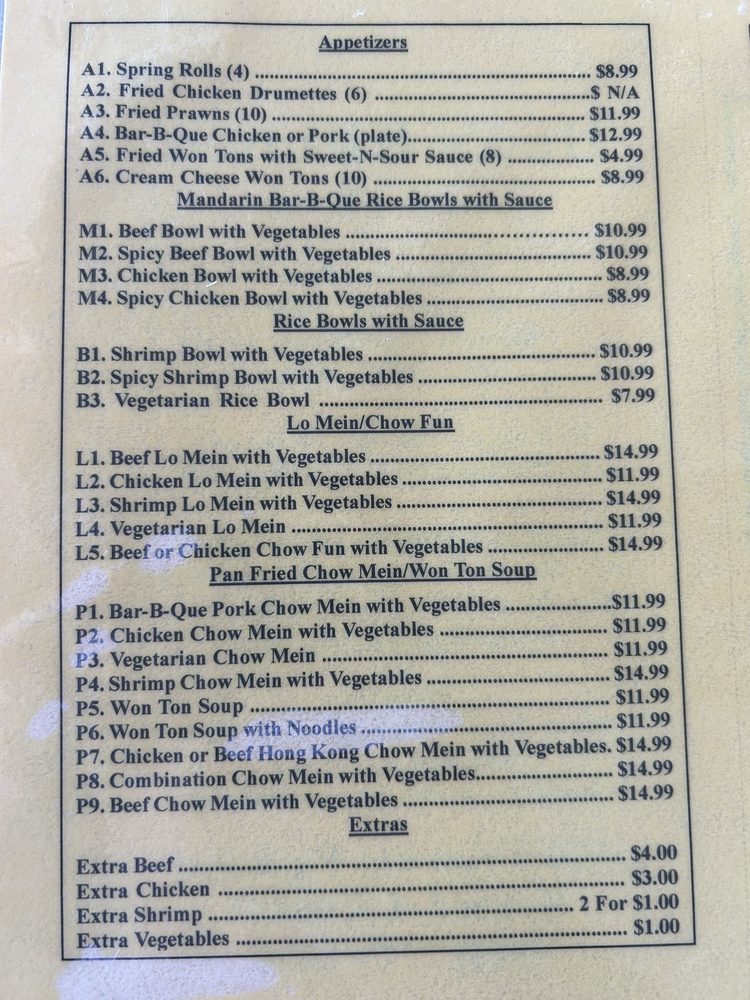 Appetizers
A1. Spring Rolls (4) ........ $8.99
A2. Fried Chicken Drumettes (6) ........$ N/A
A3. Fried Prawns (10) ........ $11.99
A4. Bar-B-Que Chicken or Pork (plate)........ $12.99
A5. Fried Won Tons with Sweet-N-Sour Sauce (8) ........ $4.99
A6. Cream Cheese Won Tons (10) ........ $8.99
Mandarin Bar-B-Que Rice Bowls with Sauce
M1. Beef Bowl with Vegetables ........ $10.99
M2. Spicy Beef Bowl with Vegetables ........ $10.99
M3. Chicken Bowl with Vegetables ........ $8.99
M4. Spicy Chicken Bowl with Vegetables ........ $8.99
Rice Bowls with Sauce
B1. Shrimp Bowl with Vegetables ........ $10.99
B2. Spicy Shrimp Bowl with Vegetables ........ $10.99
B3. Vegetarian Rice Bowl ........ $7.99
Lo Mein/Chow Fun
L1. Beef Lo Mein with Vegetables ........ $14.99
L2. Chicken Lo Mein with Vegetables ........ $11.99
L3. Shrimp Lo Mein with Vegetables ........ $14.99
L4. Vegetarian Lo Mein ........ $11.99
L5. Beef or Chicken Chow Fun with Vegetables ........ $14.99
Pan Fried Chow Mein/Won Ton Soup
P1. Bar-B-Que Pork Chow Mein with Vegetables ........$11.99
P2. Chicken Chow Mein with Vegetables ........ $11.99
P3. Vegetarian Chow Mein ........ $11.99
P4. Shrimp Chow Mein with Vegetables ........ $14.99
P5. Won Ton Soup ........ $11.99
P6. Won Ton Soup with Noodles ........ $11.99
P7. Chicken or Beef Hong Kong Chow Mein with Vegetables. $14.99
P8. Combination Chow Mein with Vegetables........ $14.99
P9. Beef Chow Mein with Vegetables ........ $14.99
Extras
Extra Beef ........ $4.00
Extra Chicken ........ $3.00
Extra Shrimp ........ 2 For $1.00
Extra Vegetables ........ $1.00